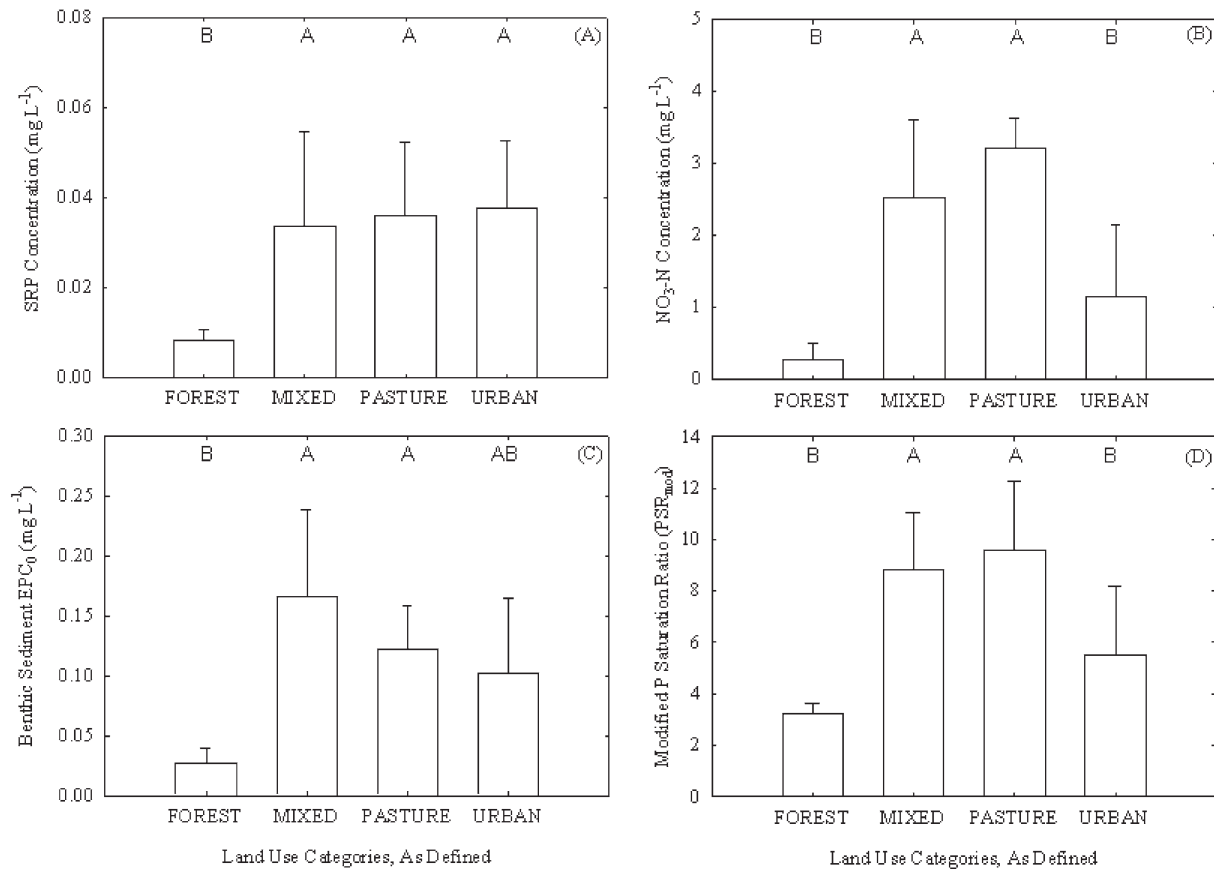 0.08
0.06
0.04
0.02
0.00
SRP Concentration (mg L⁻¹)
B A A A (A)
FOREST MIXED PASTURE URBAN
5
4
3
2
1
0
NO₃-N Concentration (mg L⁻¹)
B A A B (B)
FOREST MIXED PASTURE URBAN
0.30
0.25
0.20
0.15
0.10
0.05
0.00
Benthic Sediment EPC₀ (mg L⁻¹)
B A A AB (C)
FOREST MIXED PASTURE URBAN
Land Use Categories, As Defined
14
12
10
8
6
4
2
0
Modified P Saturation Ratio (PSR_mod)
B A A B (D)
FOREST MIXED PASTURE URBAN
Land Use Categories, As Defined